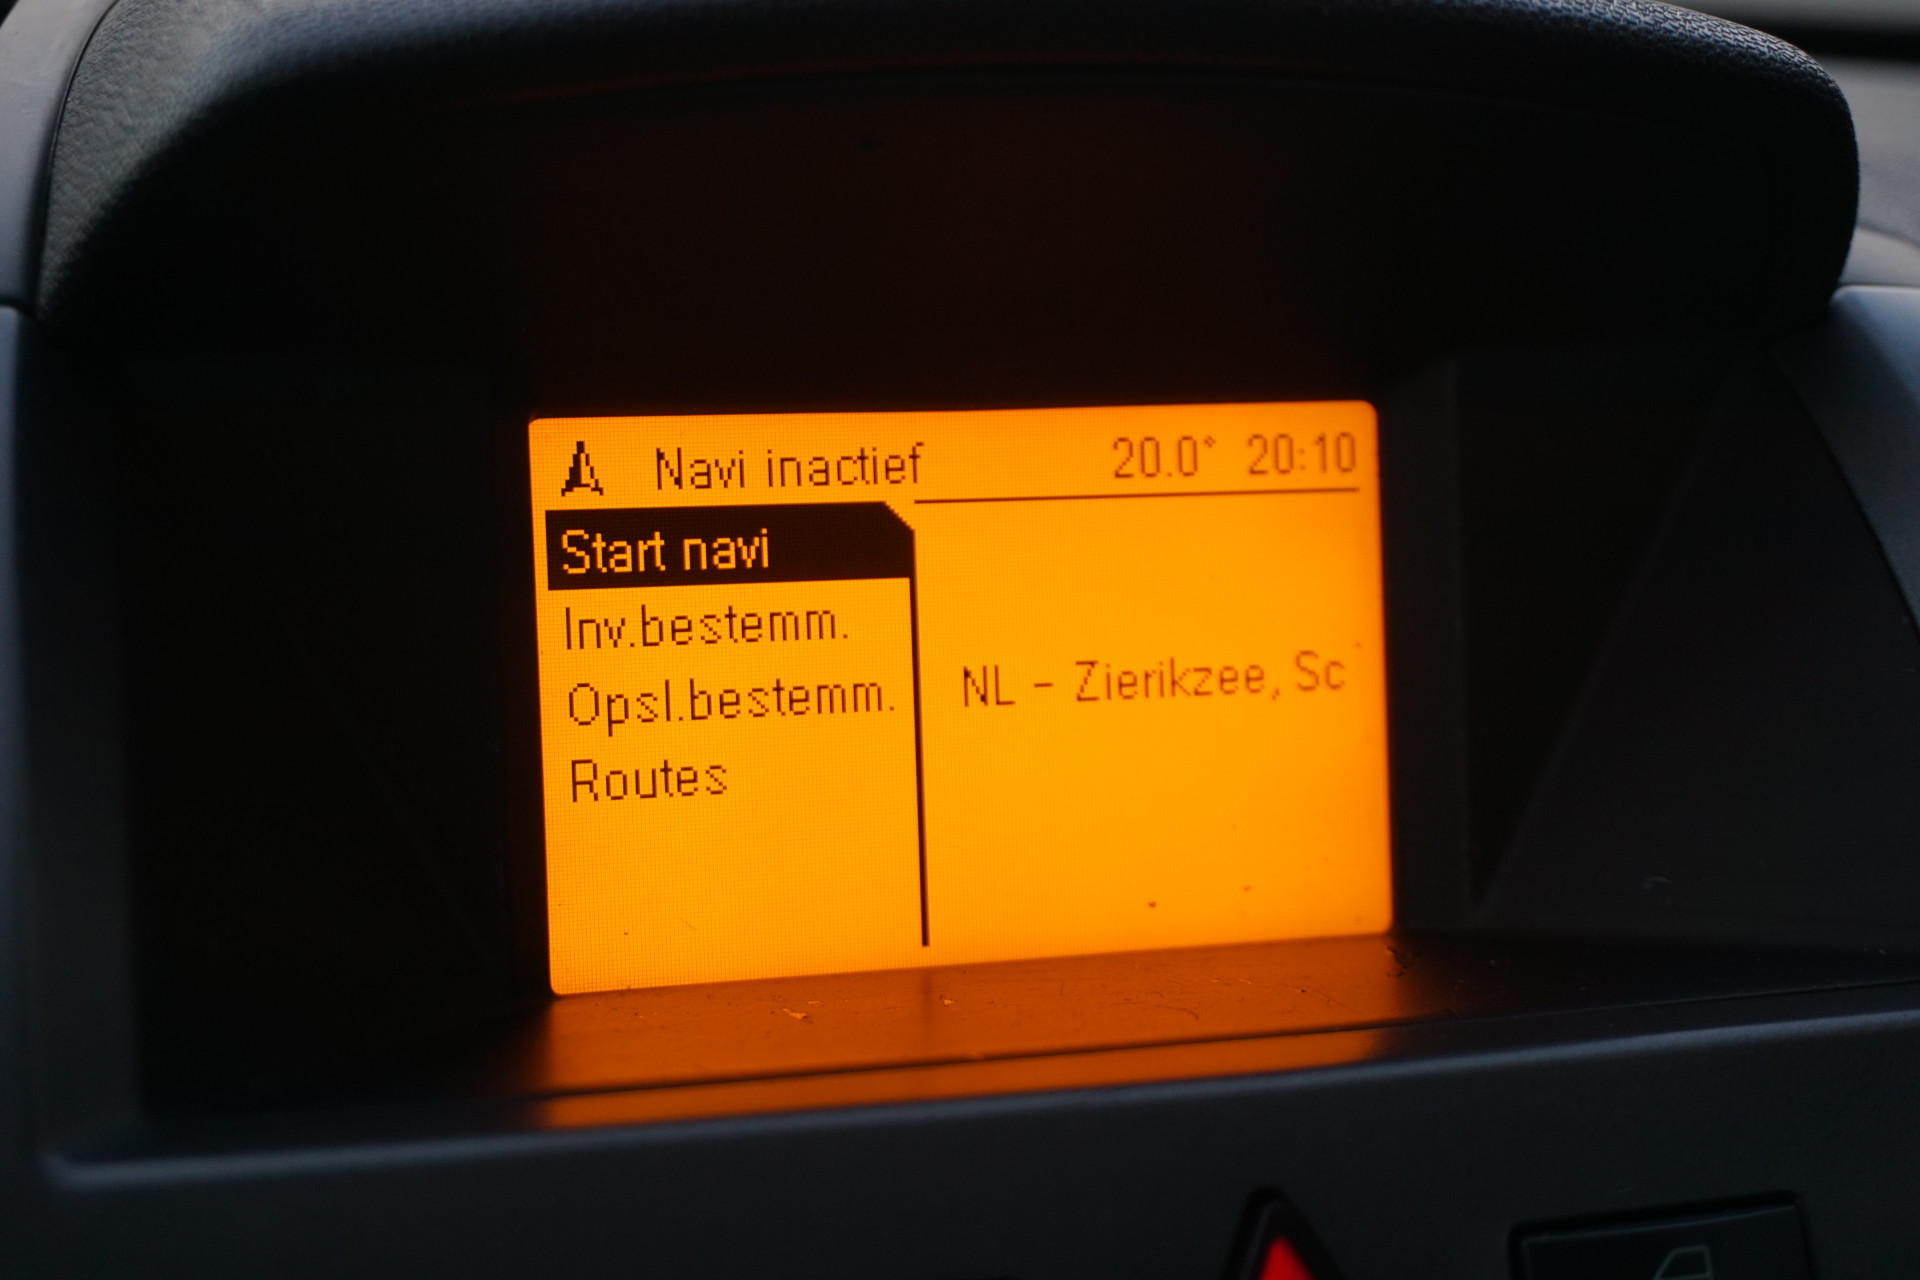 Navi inactief 20.0° 20:10
Start navi
Inv.bestemm.
Opsl.bestemm.
Routes
NL - Zierikzee, Sc